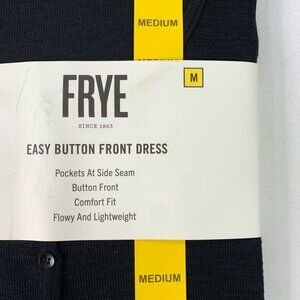 MEDIUM
MEDIUM
FRYE
M
SINCE 1863
EASY BUTTON FRONT DRESS
Pockets At Side Seam
Button Front
Comfort Fit
Flowy And Lightweight
MEDIUM